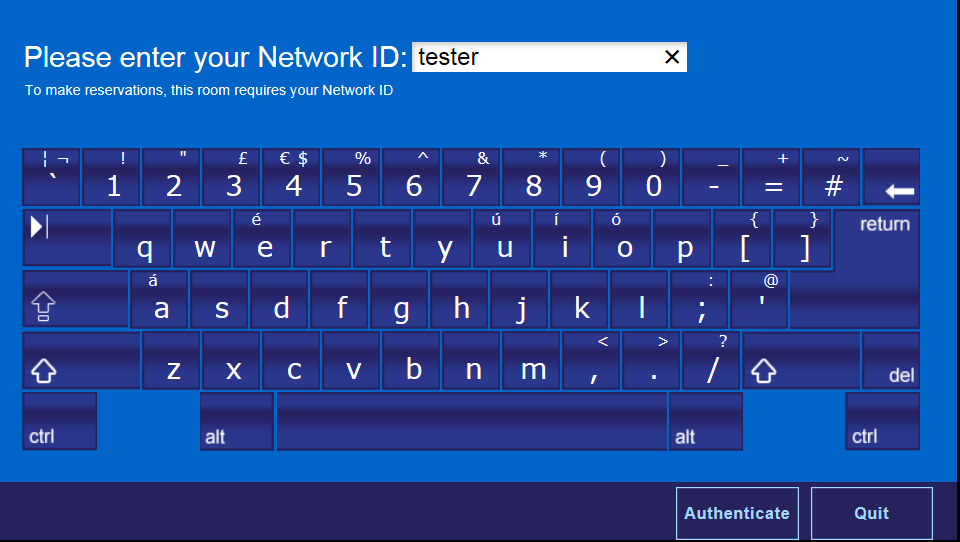 Please enter your Network ID: tester ✕
To make reservations, this room requires your Network ID
¦ ¬ ! " £ € $ % ^ & * ( ) _ + ~
` 1 2 3 4 5 6 7 8 9 0 - = #
é ú í ó { } return
q w e r t y u i o p [ ]
á : @
a s d f g h j k l ; '
< > ?
z x c v b n m , . / del
ctrl alt alt ctrl
Authenticate Quit